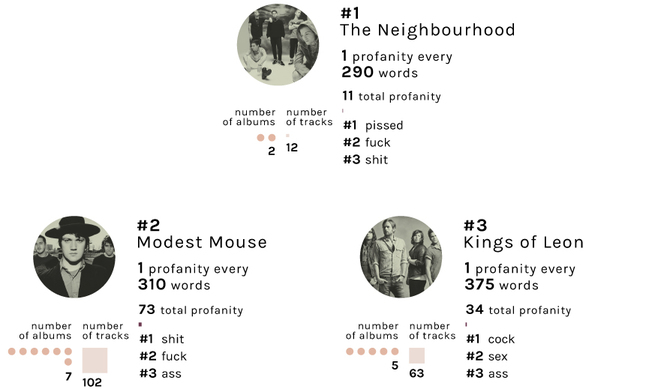 #1
The Neighbourhood
1 profanity every
290 words
11 total profanity
number
of albums
2
number
of tracks
12
#1 pissed
#2 fuck
#3 shit
#2
Modest Mouse
1 profanity every
310 words
73 total profanity
number
of albums
7
number
of tracks
102
#1 shit
#2 fuck
#3 ass
#3
Kings of Leon
1 profanity every
375 words
34 total profanity
number
of albums
5
number
of tracks
63
#1 cock
#2 sex
#3 ass